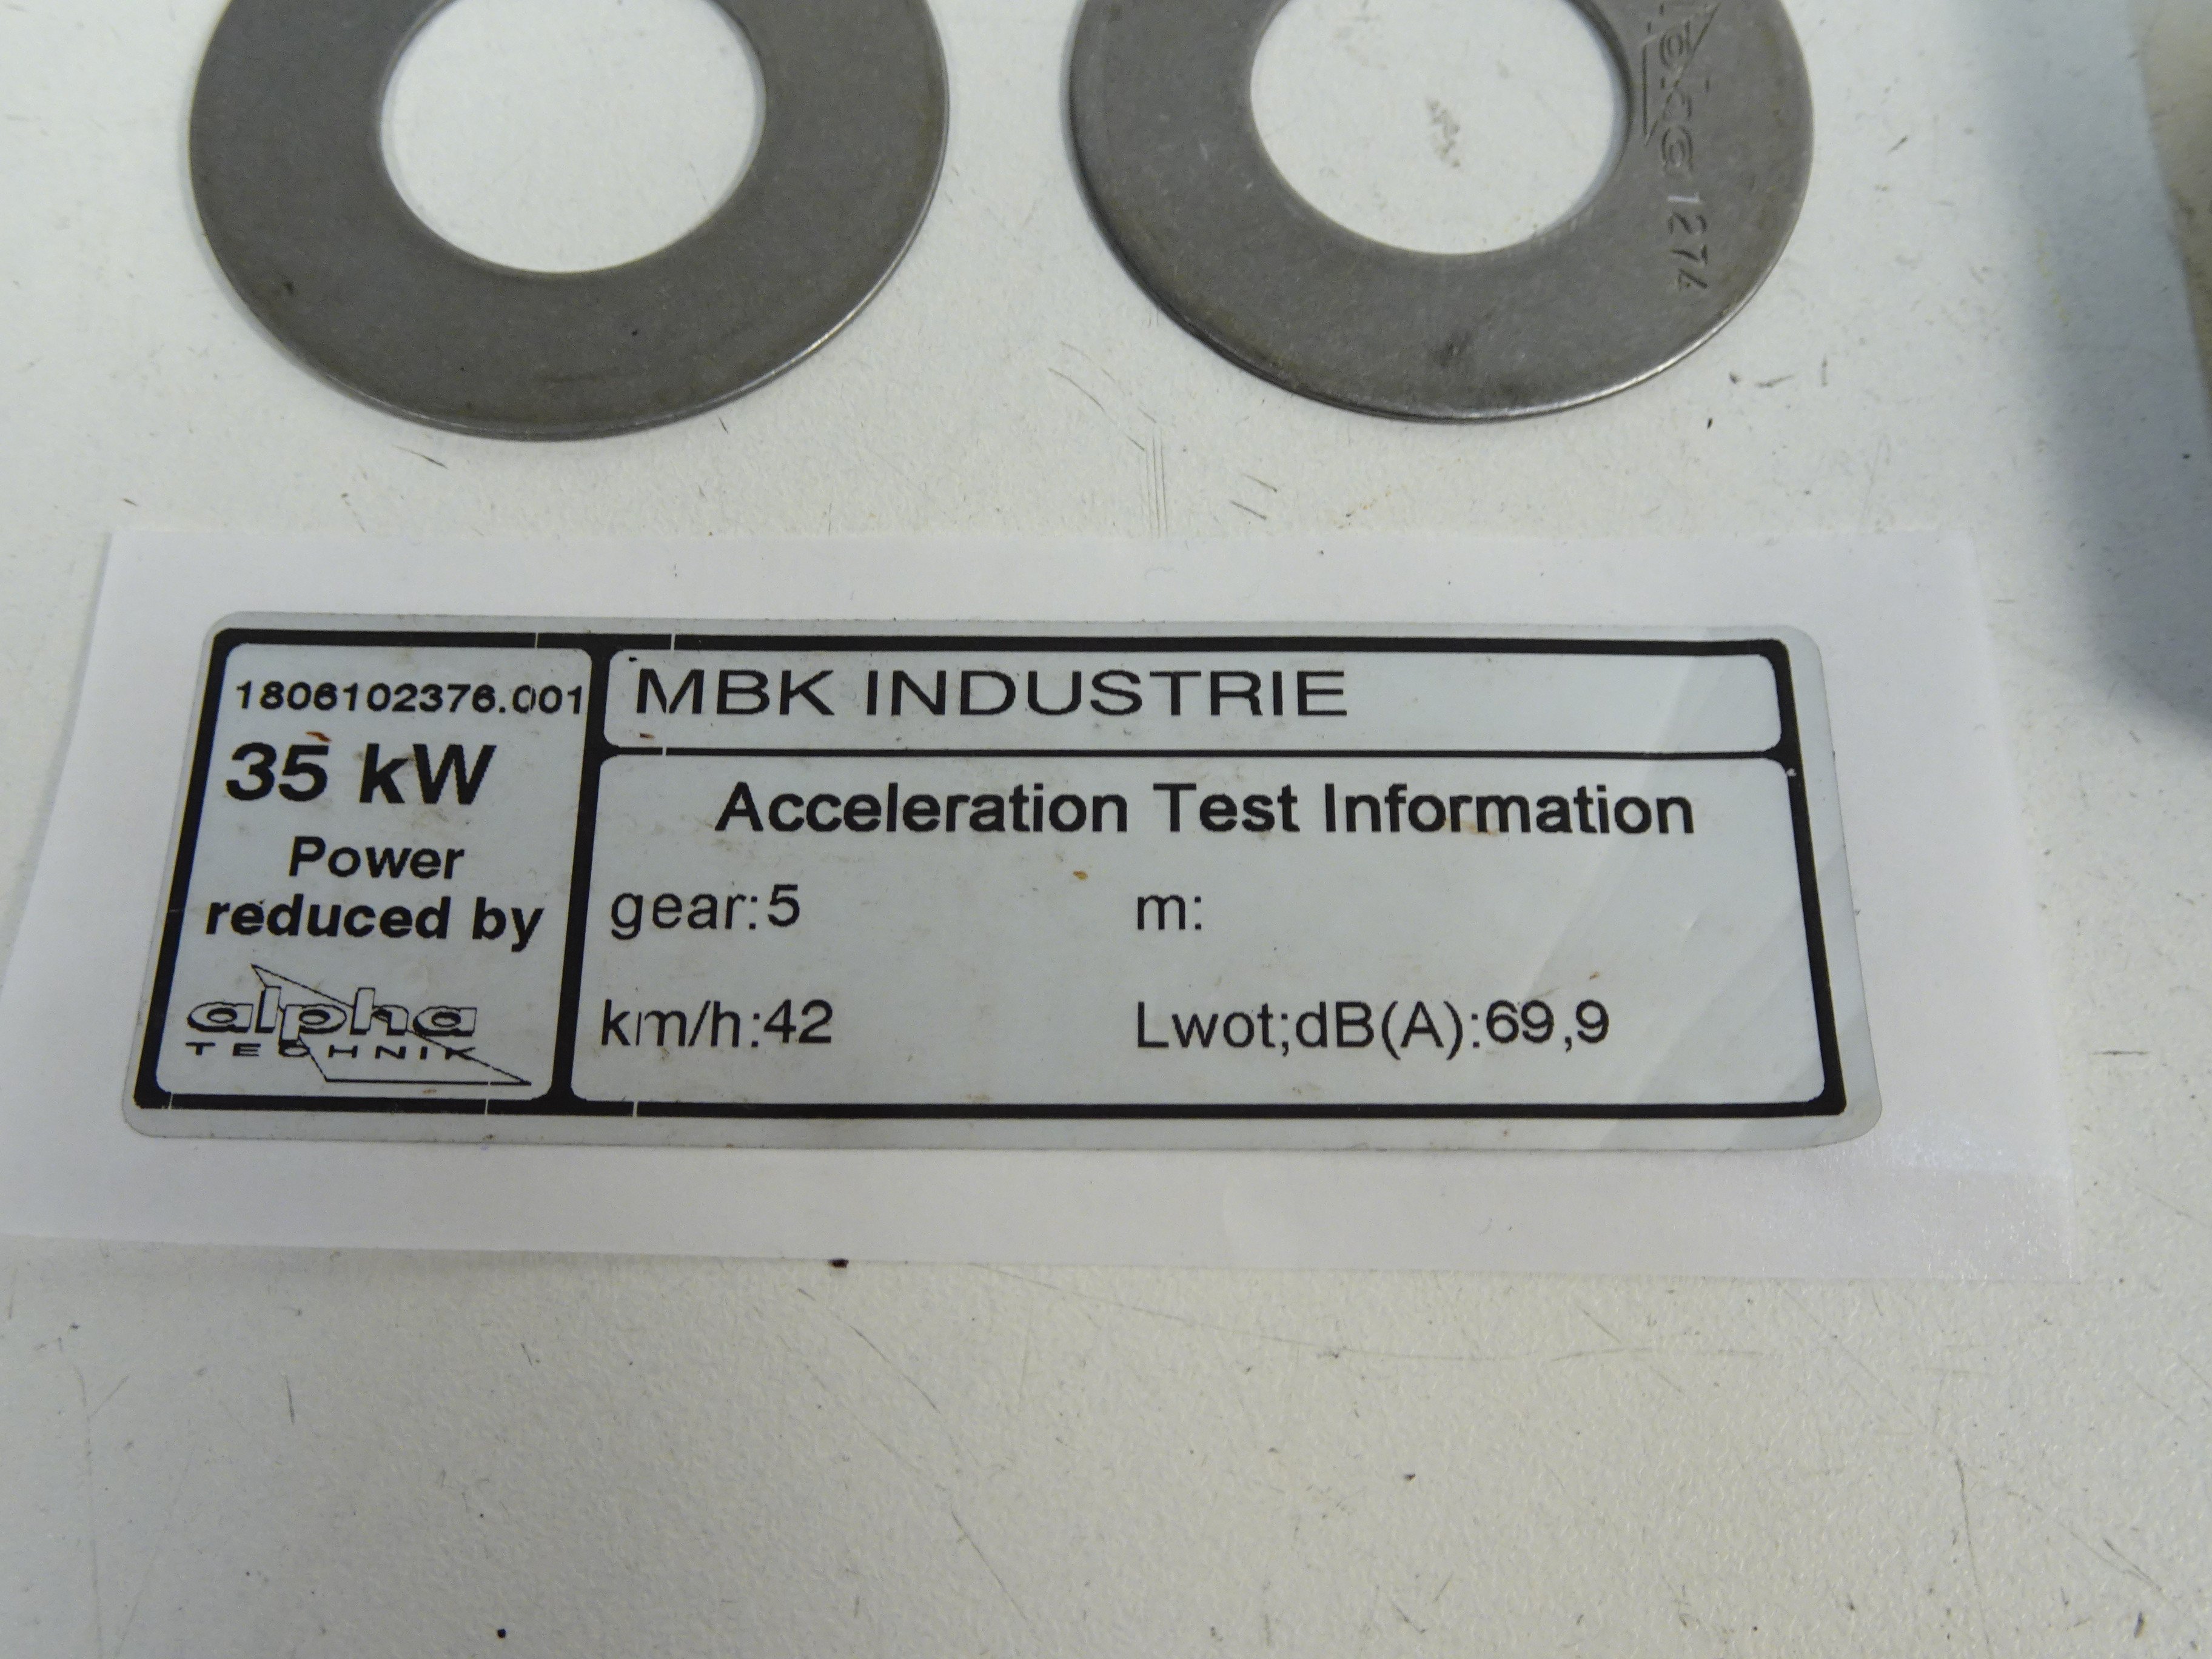 1274
1806102376.001
35 kW
Power
reduced by
alpha
TECHNIK
MBK INDUSTRIE
Acceleration Test Information
gear:5 m:
km/h:42 Lwot;dB(A):69,9